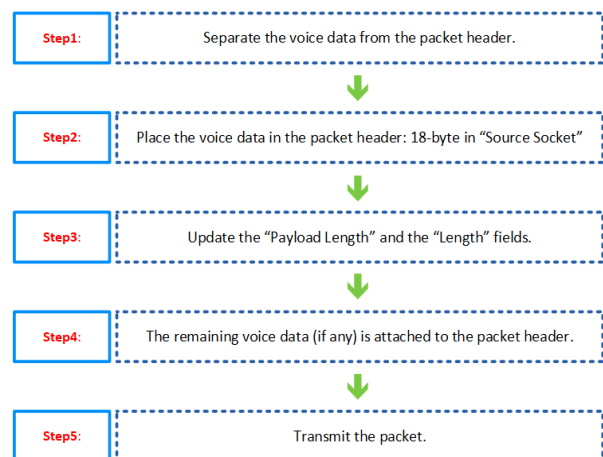 Step1: Separate the voice data from the packet header.
Step2: Place the voice data in the packet header: 18-byte in “Source Socket”
Step3: Update the “Payload Length” and the “Length” fields.
Step4: The remaining voice data (if any) is attached to the packet header.
Step5: Transmit the packet.